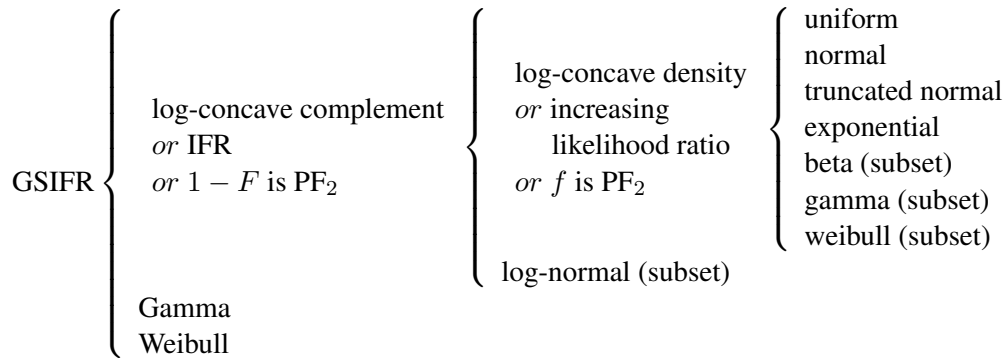 GSIFR
log-concave complement
or IFR
or 1 − F is PF₂
Gamma
Weibull
log-concave density
or increasing
likelihood ratio
or f is PF₂
log-normal (subset)
uniform
normal
truncated normal
exponential
beta (subset)
gamma (subset)
weibull (subset)